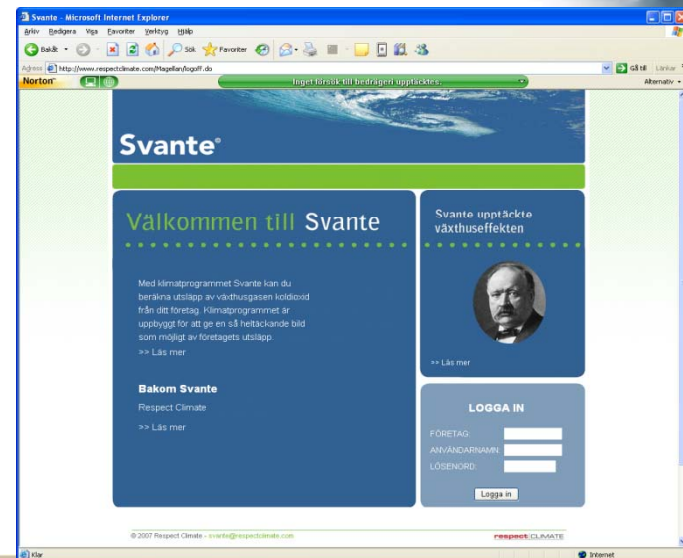 Svante - Microsoft Internet Explorer
Arkiv Redigera Visa Favoriter Verktyg Hjälp
Bakåt Sök Favoriter
Adress http://www.respectclimate.com/Magellan/logoff.do Gå till Länkar
Norton™ Inget försök till bedrägeri upptäcktes. Alternativ
Svante®
Välkommen till Svante
Med klimatprogrammet Svante kan du
beräkna utsläpp av växthusgasen koldioxid
från ditt företag. Klimatprogrammet är
uppbyggt för att ge en så heltäckande bild
som möjligt av företagets utsläpp.
>> Läs mer
Bakom Svante
Respect Climate
>> Läs mer
Svante upptäckte
växthuseffekten
>> Läs mer
LOGGA IN
FÖRETAG:
ANVÄNDARNAMN:
LÖSENORD:
Logga in
© 2007 Respect Climate - svante@respectclimate.com
respect CLIMATE
Klar Internet